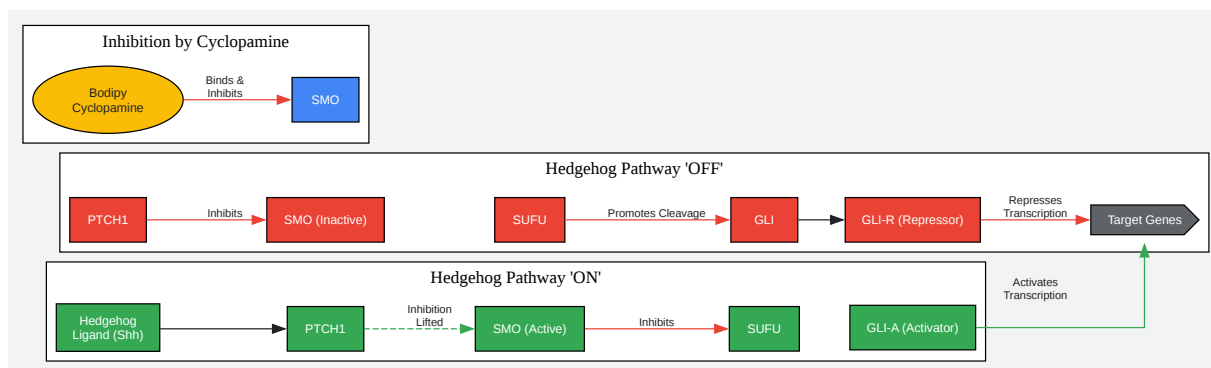 Inhibition by Cyclopamine
Bodipy
Cyclopamine
Binds &
Inhibits
SMO
Hedgehog Pathway 'OFF'
PTCH1
Inhibits
SMO (Inactive)
SUFU
Promotes Cleavage
GLI
GLI-R (Repressor)
Represses
Transcription
Target Genes
Hedgehog Pathway 'ON'
Hedgehog
Ligand (Shh)
PTCH1
Inhibition
Lifted
SMO (Active)
Inhibits
SUFU
GLI-A (Activator)
Activates
Transcription